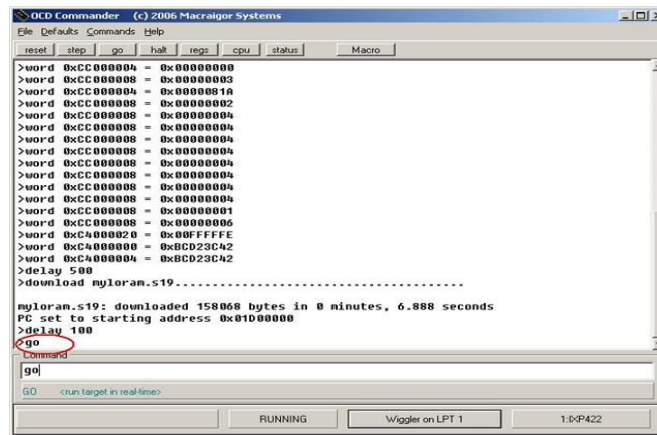 OCD Commander (c) 2006 Macraigor Systems
File Defaults Commands Help
reset step go halt regs cpu status Macro
>word 0xCC000004 = 0x00000000
>word 0xCC000008 = 0x00000003
>word 0xCC000004 = 0x0000081A
>word 0xCC000008 = 0x00000002
>word 0xCC000008 = 0x00000004
>word 0xCC000008 = 0x00000004
>word 0xCC000008 = 0x00000004
>word 0xCC000008 = 0x00000004
>word 0xCC000008 = 0x00000004
>word 0xCC000008 = 0x00000004
>word 0xCC000008 = 0x00000004
>word 0xCC000008 = 0x00000001
>word 0xCC000008 = 0x00000006
>word 0xC4000020 = 0x00FFFFFE
>word 0xC4000000 = 0xBCD23C42
>word 0xC4000004 = 0xBCD23C42
>delay 500
>download myloram.s19........................................
myloram.s19: downloaded 158068 bytes in 0 minutes, 6.888 seconds
PC set to starting address 0x01D00000
>delay 100
>go
Command
go
GO <run target in real-time>
RUNNING Wiggler on LPT 1 1:IXP422